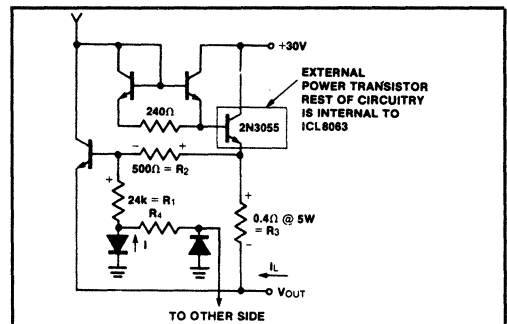 +30V
EXTERNAL
POWER TRANSISTOR
REST OF CIRCUITRY
IS INTERNAL TO
ICL8063
240Ω
2N3055
- +
500Ω = R₂
+
24k = R₁
R₄
I
+
0.4Ω @ 5W
= R₃
-
I_L
VOUT
TO OTHER SIDE